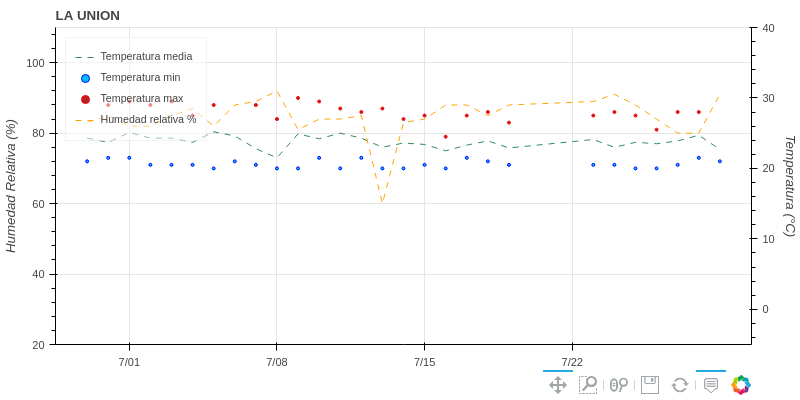 LA UNION
Temperatura media
Temperatura min
Temperatura max
Humedad relativa %
Humedad Relativa (%)
100
80
60
40
20
40
30
20
10
0
Temperatura (°C)
7/01
7/08
7/15
7/22